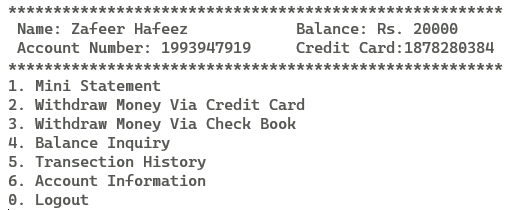 *******************************************************
Name: Zafeer Hafeez Balance: Rs. 20000
Account Number: 1993947919 Credit Card:1878280384
*******************************************************
1. Mini Statement
2. Withdraw Money Via Credit Card
3. Withdraw Money Via Check Book
4. Balance Inquiry
5. Transection History
6. Account Information
0. Logout